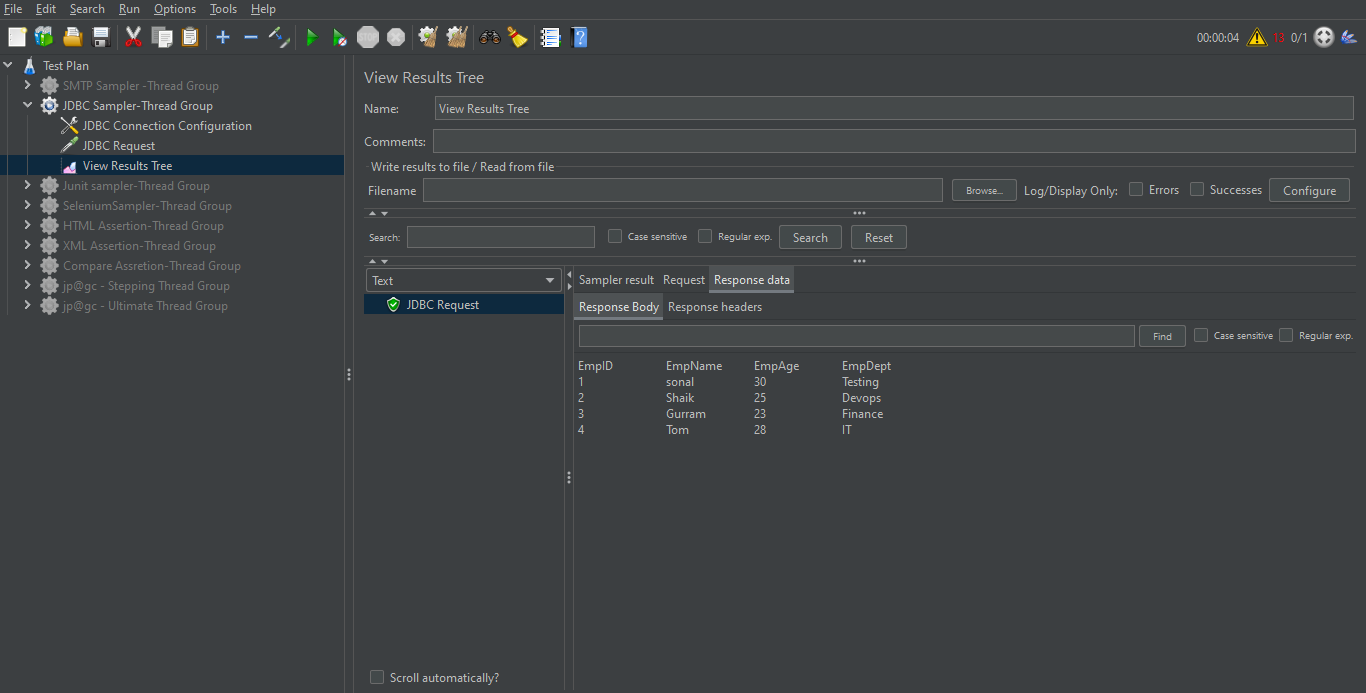 File Edit Search Run Options Tools Help
STOP 00:00:04 13 0/1
Test Plan
SMTP Sampler -Thread Group
JDBC Sampler-Thread Group
JDBC Connection Configuration
JDBC Request
View Results Tree
Junit sampler-Thread Group
SeleniumSampler-Thread Group
HTML Assertion-Thread Group
XML Assertion-Thread Group
Compare Assretion-Thread Group
jp@gc - Stepping Thread Group
jp@gc - Ultimate Thread Group
View Results Tree
Name: View Results Tree
Comments:
Write results to file / Read from file
Filename Browse... Log/Display Only: Errors Successes Configure
Search: Case sensitive Regular exp. Search Reset
Text
JDBC Request
Scroll automatically?
Sampler result Request Response data
Response Body Response headers
Find Case sensitive Regular exp.
EmpID EmpName EmpAge EmpDept
1 sonal 30 Testing
2 Shaik 25 Devops
3 Gurram 23 Finance
4 Tom 28 IT